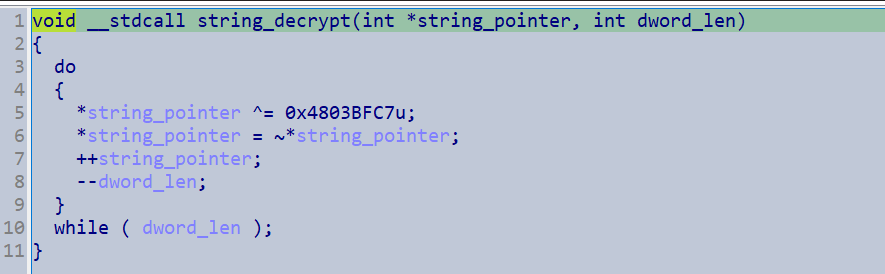 1 void __stdcall string_decrypt(int *string_pointer, int dword_len)
2 {
3 do
4 {
5 *string_pointer ^= 0x4803BFC7u;
6 *string_pointer = ~*string_pointer;
7 ++string_pointer;
8 --dword_len;
9 }
10 while ( dword_len );
11 }